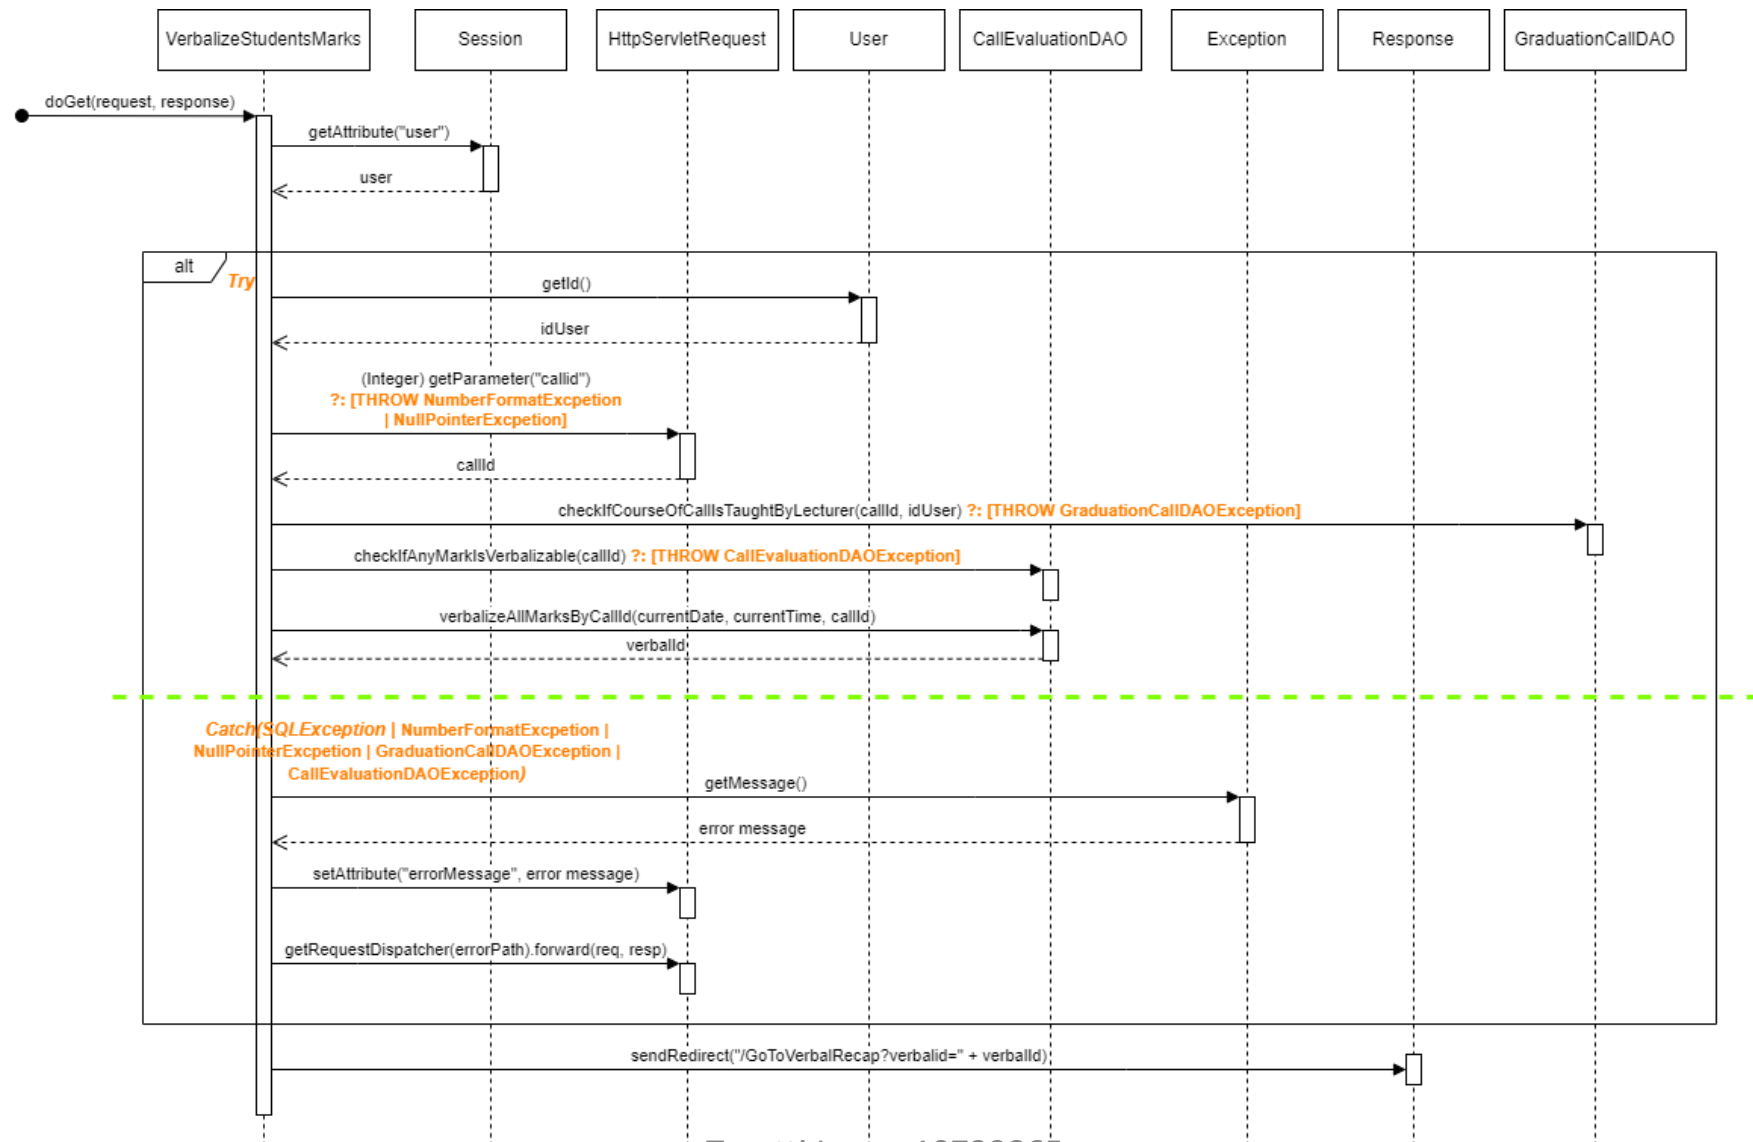 VerbalizeStudentsMarks
Session
HttpServletRequest
User
CallEvaluationDAO
Exception
Response
GraduationCallDAO
doGet(request, response)
getAttribute("user")
user
alt
Try
getId()
idUser
(Integer) getParameter("callid")
?: [THROW NumberFormatExcpetion
| NullPointerExcpetion]
callId
checkIfCourseOfCallIsTaughtByLecturer(callId, idUser) ?: [THROW GraduationCallDAOException]
checkIfAnyMarkIsVerbalizable(callId) ?: [THROW CallEvaluationDAOException]
verbalizeAllMarksByCallId(currentDate, currentTime, callId)
verbalId
Catch(SQLException | NumberFormatExcpetion |
NullPointerExcpetion | GraduationCallDAOException |
CallEvaluationDAOException)
getMessage()
error message
setAttribute("errorMessage", error message)
getRequestDispatcher(errorPath).forward(req, resp)
sendRedirect("/GoToVerbalRecap?verbalid=" + verbalId)